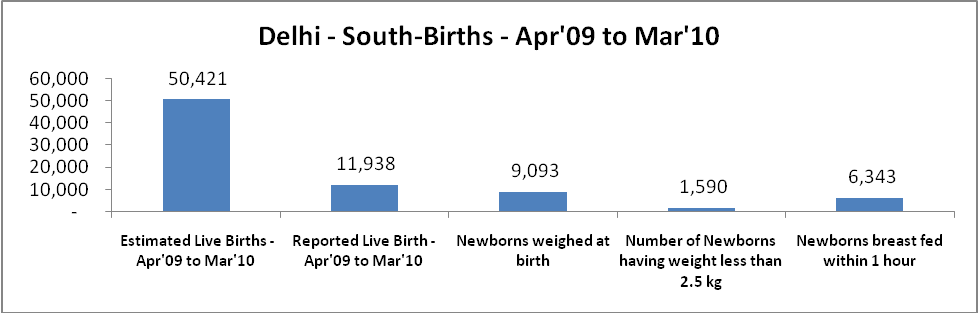 Delhi - South-Births - Apr'09 to Mar'10
60,000
50,000
40,000
30,000
20,000
10,000
-
50,421
11,938
9,093
1,590
6,343
Estimated Live Births -
Apr'09 to Mar'10
Reported Live Birth -
Apr'09 to Mar'10
Newborns weighed at
birth
Number of Newborns
having weight less than
2.5 kg
Newborns breast fed
within 1 hour